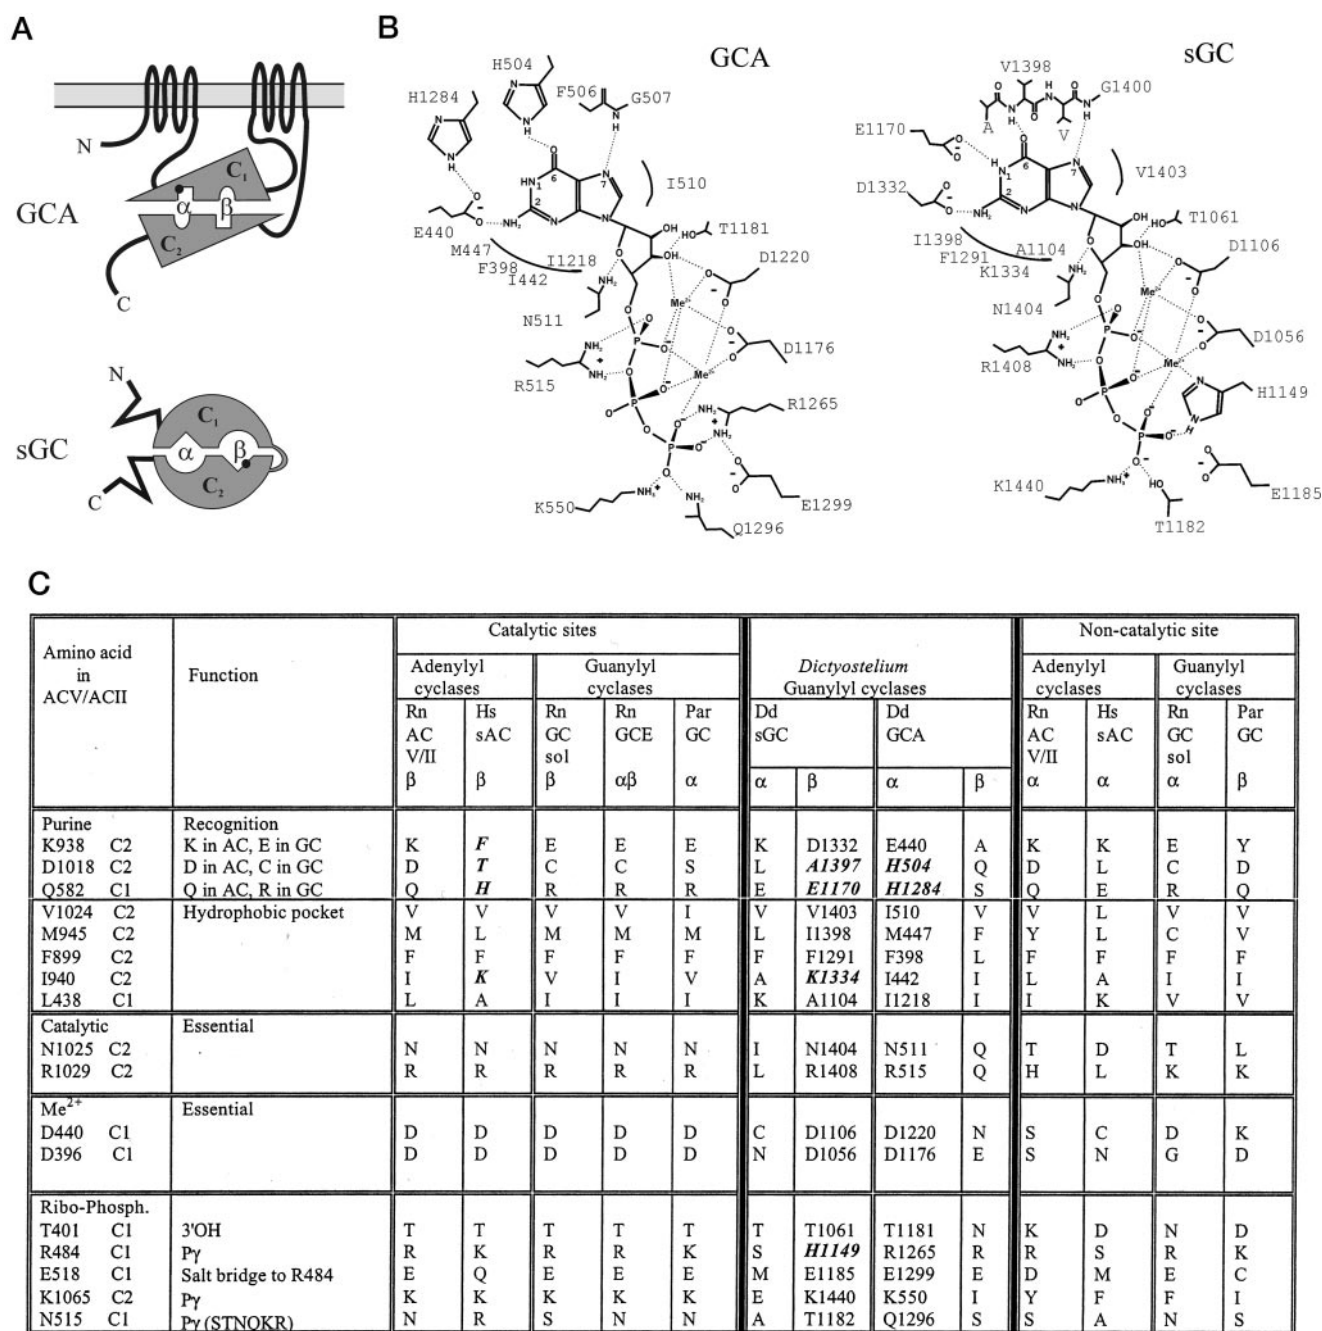 A
N
GCA
C1
α
β
C2
C
N
sGC
C1
α
β
C2
C
B
GCA
H504
F506
G507
H1284
O
N1
6
N
7
2
NH2
N
N
E440
I510
M447
F398
I442
I1218
T1181
D1220
N511
D1176
R515
R1265
K550
E1299
Q1296
sGC
V1398
G1400
A
V
E1170
D1332
V1403
I1398
F1291
K1334
A1104
T1061
D1106
N1404
D1056
R1408
H1149
K1440
E1185
T1182
C
Catalytic sites Non-catalytic site
Amino acid in ACV/ACII Function Adenylyl cyclases Guanylyl cyclases Dictyostelium Guanylyl cyclases Adenylyl cyclases Guanylyl cyclases
Rn AC V/II Hs sAC Rn GC sol Rn GCE Par GC Dd sGC Dd GCA Rn AC V/II Hs sAC Rn GC sol Par GC
β β β αβ α α β α β α α α β
Purine Recognition
K938 C2 K in AC, E in GC K F E E E K D1332 E440 A K K E Y
D1018 C2 D in AC, C in GC D T C C S L A1397 H504 Q D L C D
Q582 C1 Q in AC, R in GC Q H R R R E E1170 H1284 S Q E R Q
V1024 C2 Hydrophobic pocket V V V V I V V1403 I510 V V L V V
M945 C2 M L M M M L I1398 M447 F Y L C V
F899 C2 F F F F F F F1291 F398 L F F F F
I940 C2 I K V I V A K1334 I442 I L A I I
L438 C1 L A I I I K A1104 I1218 I I K V V
Catalytic Essential
N1025 C2 N N N N N I N1404 N511 Q T D T L
R1029 C2 R R R R R L R1408 R515 Q H L K K
Me2+ Essential
D440 C1 D D D D D C D1106 D1220 N S C D K
D396 C1 D D D D D N D1056 D1176 E S N G D
Ribo-Phosph.
T401 C1 3'OH T T T T T T T1061 T1181 N K D N D
R484 C1 Pγ R K R R K S H1149 R1265 R R S R K
E518 C1 Salt bridge to R484 E Q E E E M E1185 E1299 E D M E C
K1065 C2 Pγ K K K K K E K1440 K550 I Y F F I
N515 C1 Pγ (STNQKR) N R S N N A T1182 Q1296 S S A N S